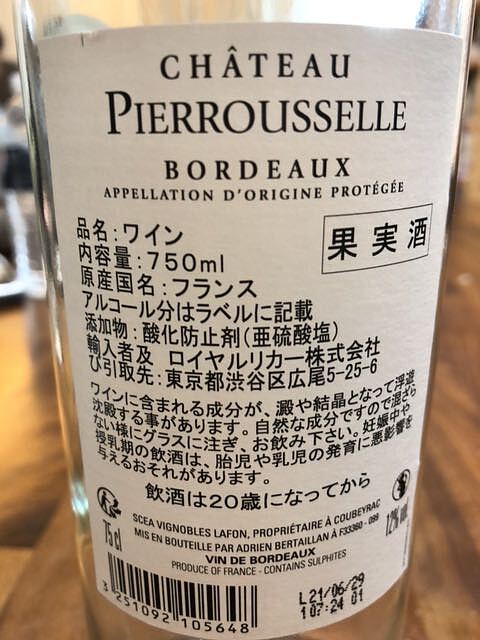 CHÂTEAU
PIERROUSSELLE
BORDEAUX
APPELLATION D'ORIGINE PROTÉGÉE
品名:ワイン
果実酒
内容量:750ml
原産国名:フランス
アルコール分はラベルに記載
添加物:酸化防止剤(亜硫酸塩)
輸入者及 ロイヤルリカー株式会社
び引取先:東京都渋谷区広尾5-25-6
ワインに含まれる成分が、澱や結晶となって浮遊
沈殿する事があります。自然な成分ですので混ざら
ない様にグラスに注ぎ、お飲み下さい。妊娠中や
授乳期の飲酒は、胎児や乳児の発育に悪影響を
与えるおそれがあります。
飲酒は20歳になってから
75cl
SCEA VIGNOBLES LAFON, PROPRIÉTAIRE À COUBEYRAC
MIS EN BOUTEILLE PAR ADRIEN BERTAILLAN À F33360 - 099
VIN DE BORDEAUX
PRODUCE OF FRANCE - CONTAINS SULPHITES
12% vol.
3 251092 105648
L21/06/29
107:24 01